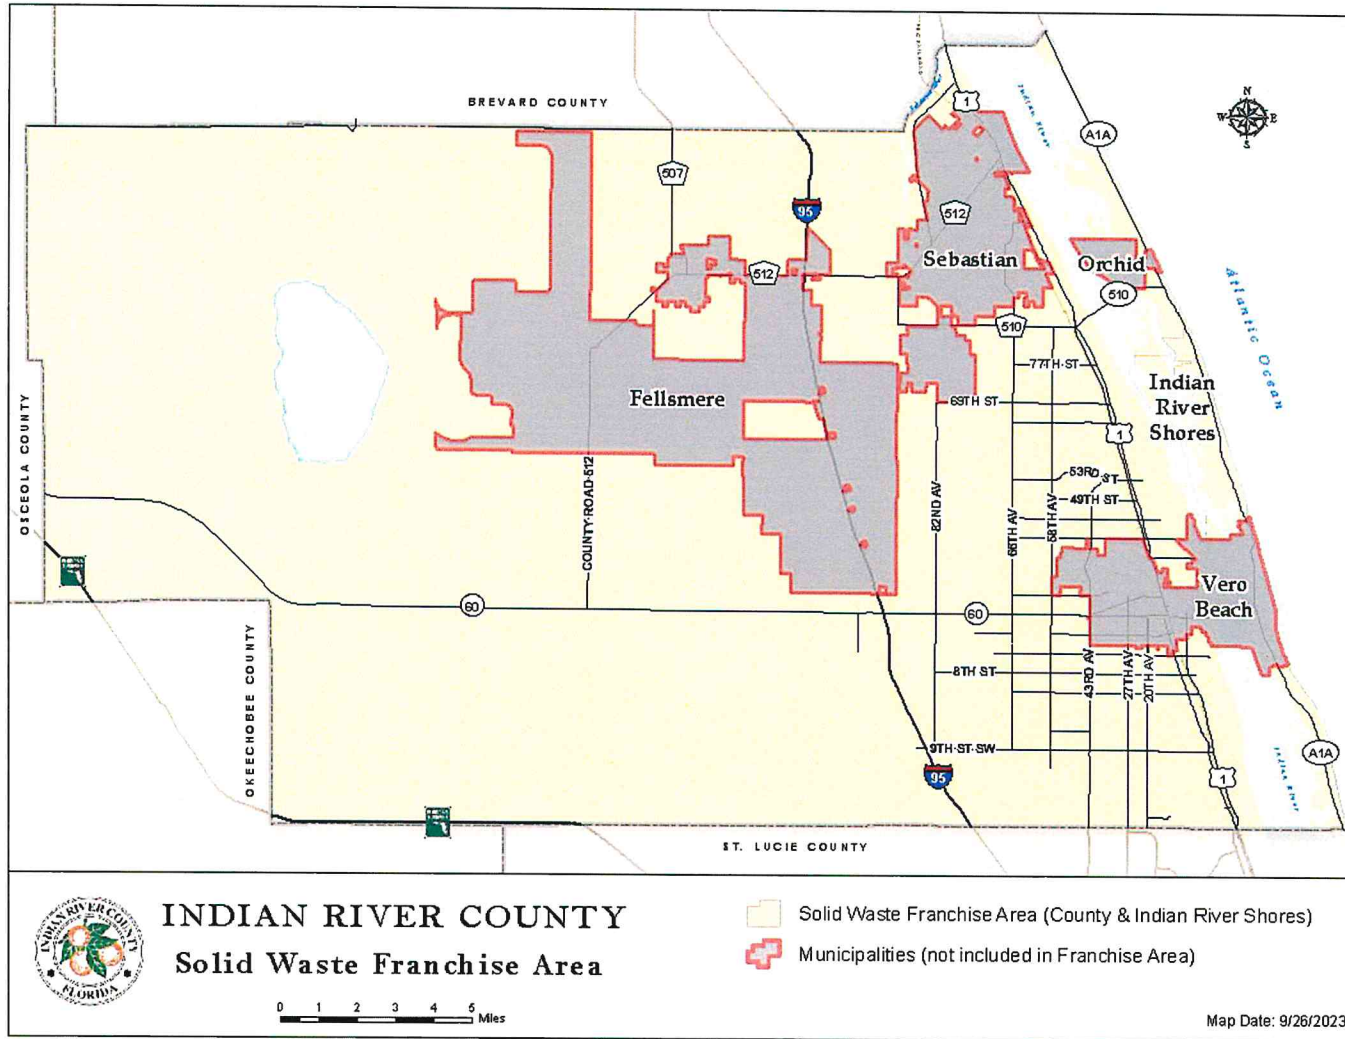 BREVARD COUNTY
1
Indian River
A1A
N
W E
S
507
95
512
512
Sebastian
Orchid
510
510
Atlantic Ocean
77TH ST
Fellsmere
69TH ST
Indian
River
Shores
1
OSCEOLA COUNTY
COUNTY ROAD 512
82ND AV
66TH AV
58TH AV
53RD ST
49TH ST
Vero
Beach
60
60
OKEECHOBEE COUNTY
8TH ST
43RD AV
27TH AV
20TH AV
9TH ST SW
A1A
95
1
Indian River
ST. LUCIE COUNTY
INDIAN RIVER COUNTY
FLORIDA
INDIAN RIVER COUNTY
Solid Waste Franchise Area
0 1 2 3 4 5
Miles
Solid Waste Franchise Area (County & Indian River Shores)
Municipalities (not included in Franchise Area)
Map Date: 9/26/2023